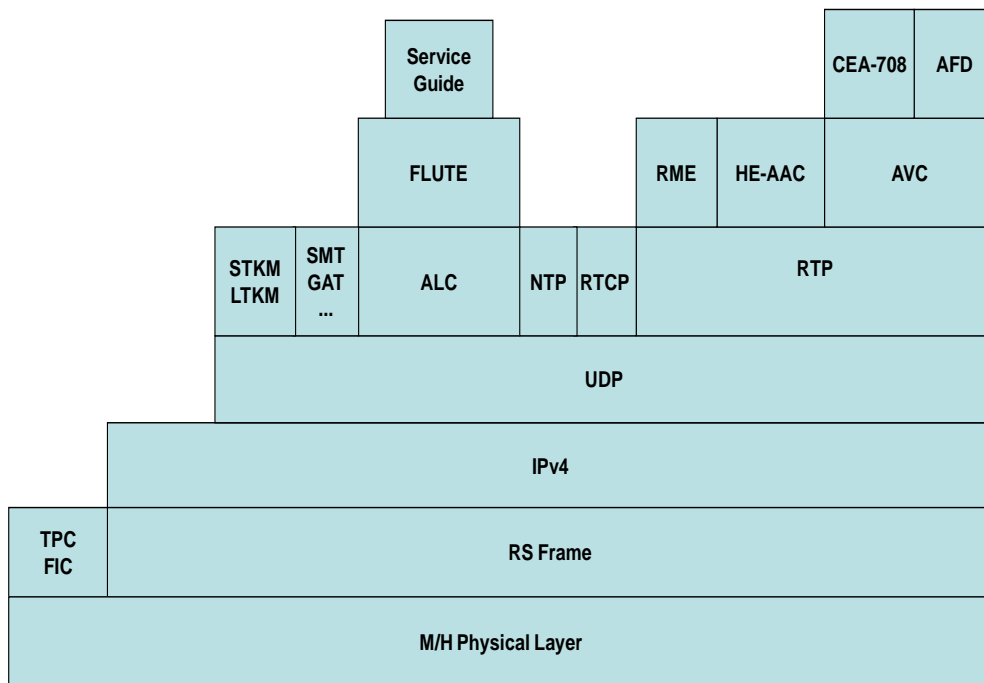 Service
Guide
CEA-708
AFD
FLUTE
RME
HE-AAC
AVC
STKM
LTKM
SMT
GAT
...
ALC
NTP
RTCP
RTP
UDP
IPv4
TPC
FIC
RS Frame
M/H Physical Layer